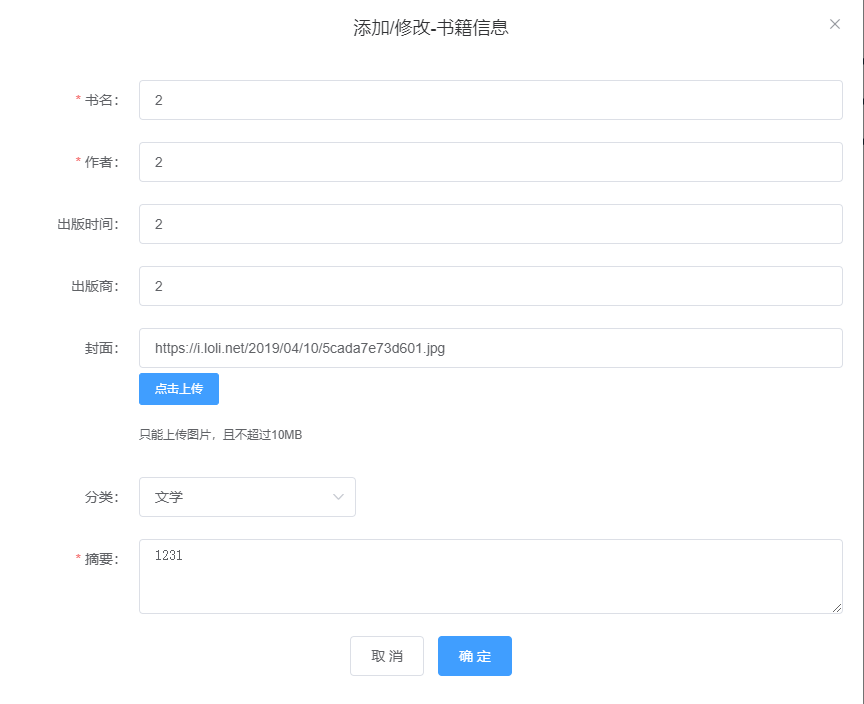 添加/修改-书籍信息
* 书名： 2
* 作者： 2
出版时间： 2
出版商： 2
封面： https://i.loli.net/2019/04/10/5cada7e73d601.jpg
点击上传
只能上传图片，且不超过10MB
分类： 文学
* 摘要： 1231
取 消 确 定